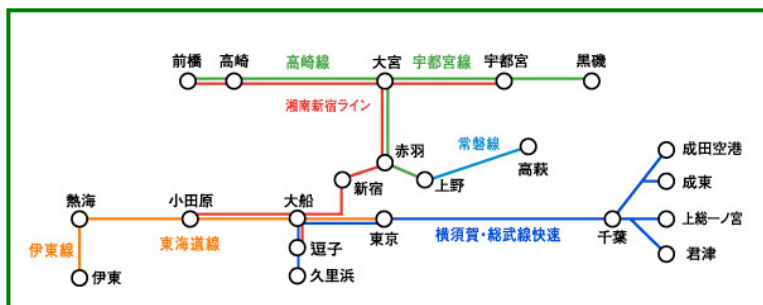 前橋
高崎
高崎線
大宮
宇都宮線
宇都宮
黒磯
湘南新宿ライン
赤羽
常磐線
高萩
成田空港
新宿
上野
成東
熱海
小田原
大船
上総一ノ宮
伊東線
東海道線
逗子
東京
横須賀・総武線快速
千葉
君津
伊東
久里浜